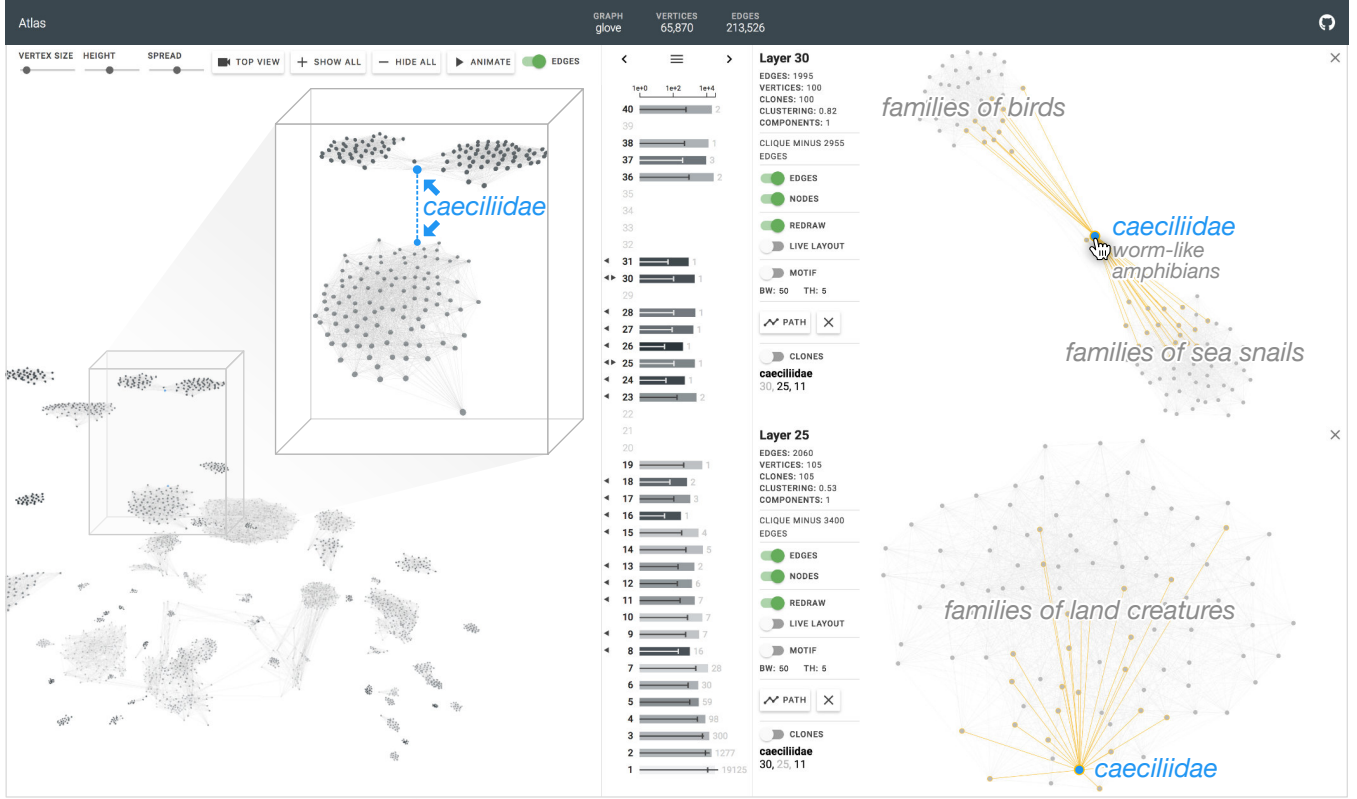 Atlas
GRAPH VERTICES EDGES
glove 65,870 213,526
VERTEX SIZE HEIGHT SPREAD
TOP VIEW SHOW ALL HIDE ALL ANIMATE EDGES
caeciliidae
1e+0 1e+2 1e+4
40 2
39
38 1
37 3
36 2
35
34
33
32
31 1
30 1
29
28 1
27 1
26 1
25 1
24 1
23 2
22
21
20
19 1
18 2
17 3
16 1
15 4
14 5
13 2
12 6
11 7
10 7
9 7
8 16
7 28
6 30
5 59
4 98
3 300
2 1277
1 19125
Layer 30
EDGES: 1995
VERTICES: 100
CLONES: 100
CLUSTERING: 0.82
COMPONENTS: 1
CLIQUE MINUS 2955
EDGES
EDGES
NODES
REDRAW
LIVE LAYOUT
MOTIF
BW: 50 TH: 5
PATH
CLONES
caeciliidae
30, 25, 11
families of birds
caeciliidae
worm-like
amphibians
families of sea snails
Layer 25
EDGES: 2060
VERTICES: 105
CLONES: 105
CLUSTERING: 0.53
COMPONENTS: 1
CLIQUE MINUS 3400
EDGES
EDGES
NODES
REDRAW
LIVE LAYOUT
MOTIF
BW: 50 TH: 5
PATH
CLONES
caeciliidae
30, 25, 11
families of land creatures
caeciliidae